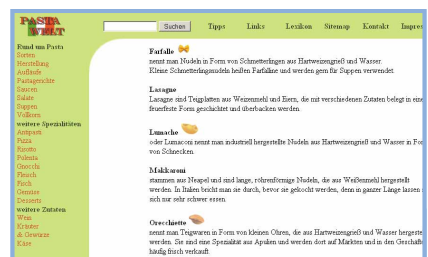 PASTA
WELT
Suchen
Tipps
Links
Lexikon
Sitemap
Kontakt
Impres
Rund um Pasta
Sorten
Herstellung
Aufläufe
Pastagerichte
Saucen
Salate
Suppen
Vollkorn
weitere Spezialitäten
Antipasti
Pizza
Risotto
Polenta
Gnocchi
Fleisch
Fisch
Gemüse
Desserts
weitere Zutaten
Wein
Kräuter
& Gewürze
Käse
Farfalle
nennt man Nudeln in Form von Schmetterlingen aus Hartweizengrieß und Wasser.
Kleine Schmetterlingsnudeln heißen Farfalline und werden gern für Suppen verwendet.
Lasagne
Lasagne sind Teigplatten aus Weizenmehl und Eiern, die mit verschiedenen Zutaten belegt in eine
feuerfeste Form geschichtet und überbacken werden.
Lumache
oder Lumaconi nennt man industriell hergestellte Nudeln aus Hartweizengrieß und Wasser in For
von Schnecken.
Makkaroni
stammen aus Neapel und sind lange, röhrenförmige Nudeln, die aus Weißenmehl hergestellt
werden. In Italien bricht man sie durch, bevor sie gekocht werden, denn in ganzer Länge lassen
sich nur sehr schwer essen.
Orecchiette
nennt man Teigwaren in Form von kleinen Ohren, die aus Hartweizengrieß und Wasser hergeste
werden. Sie sind eine Spezialität aus Apulien und werden dort auf Märkten und in den Geschäft
häufig frisch verkauft.